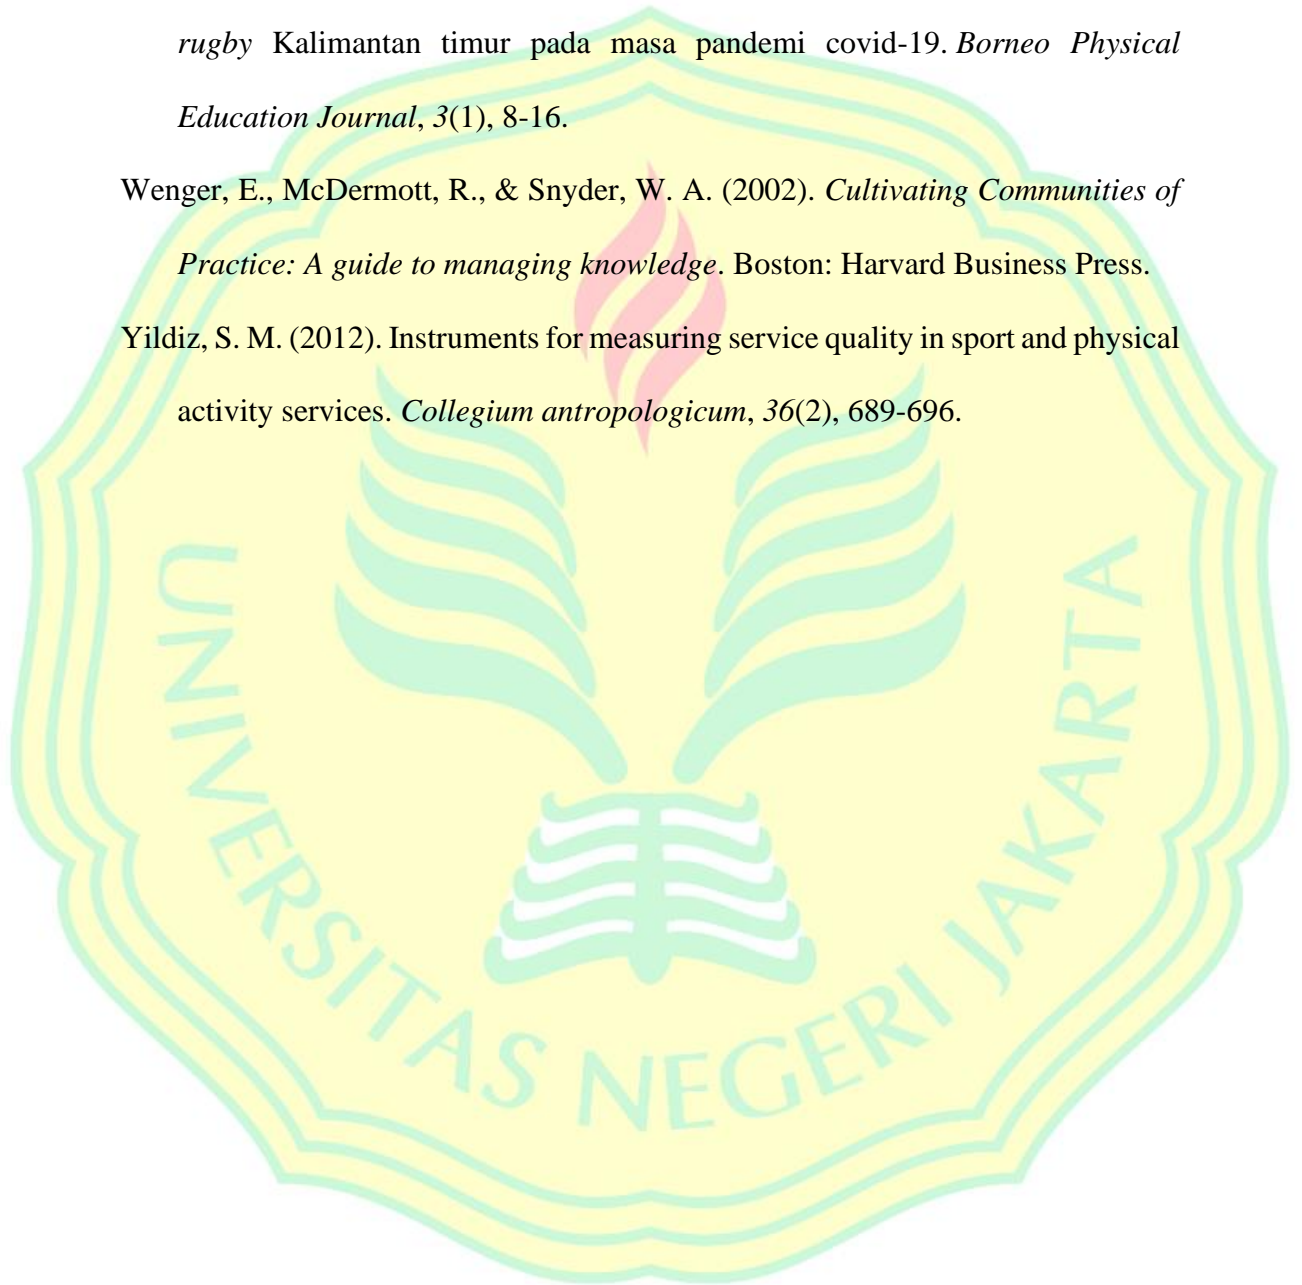 rugby Kalimantan timur pada masa pandemi covid-19. Borneo Physical
Education Journal, 3(1), 8-16.
Wenger, E., McDermott, R., & Snyder, W. A. (2002). Cultivating Communities of
Practice: A guide to managing knowledge. Boston: Harvard Business Press.
Yildiz, S. M. (2012). Instruments for measuring service quality in sport and physical
activity services. Collegium antropologicum, 36(2), 689-696.
UNIVERSITAS NEGERI JAKARTA